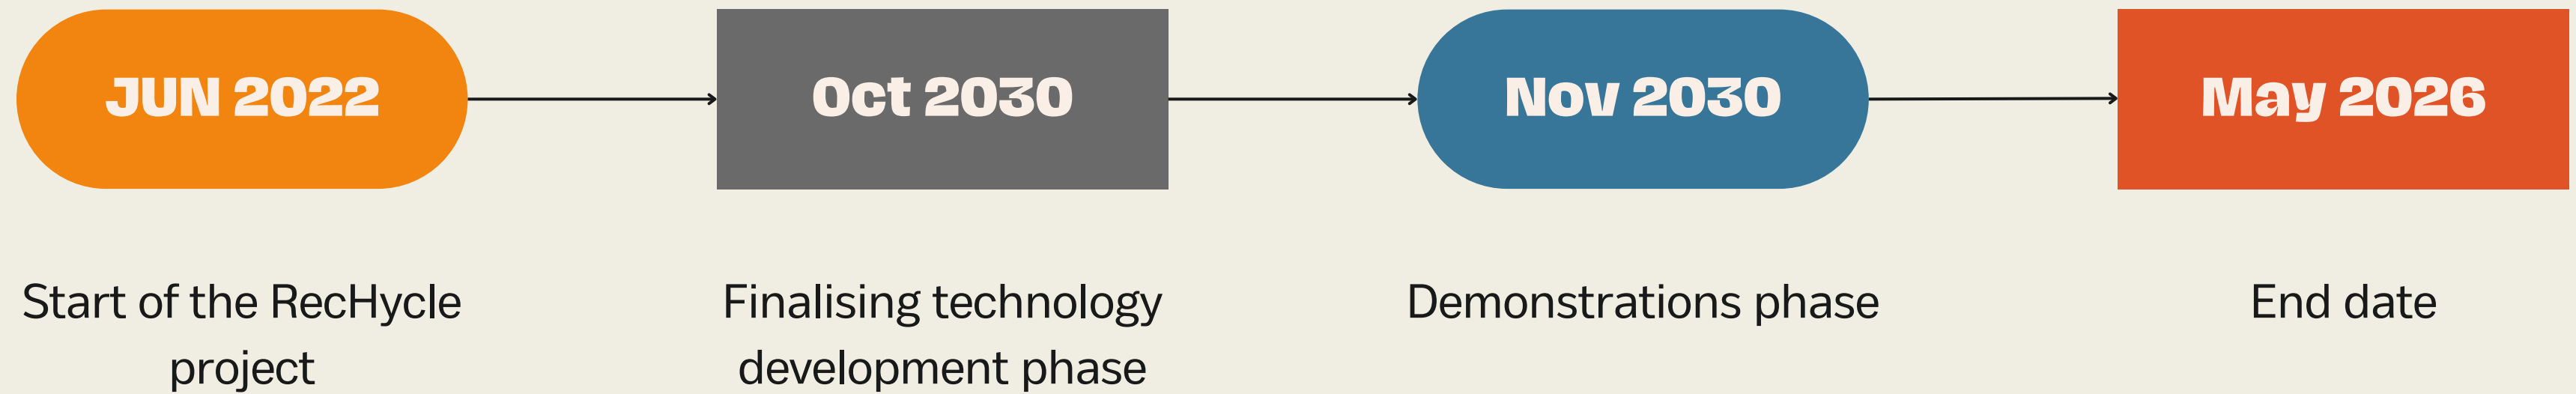 JUN 2022
Oct 2030
Nov 2030
May 2026
Start of the RecHycle
project
Finalising technology
development phase
Demonstrations phase
End date